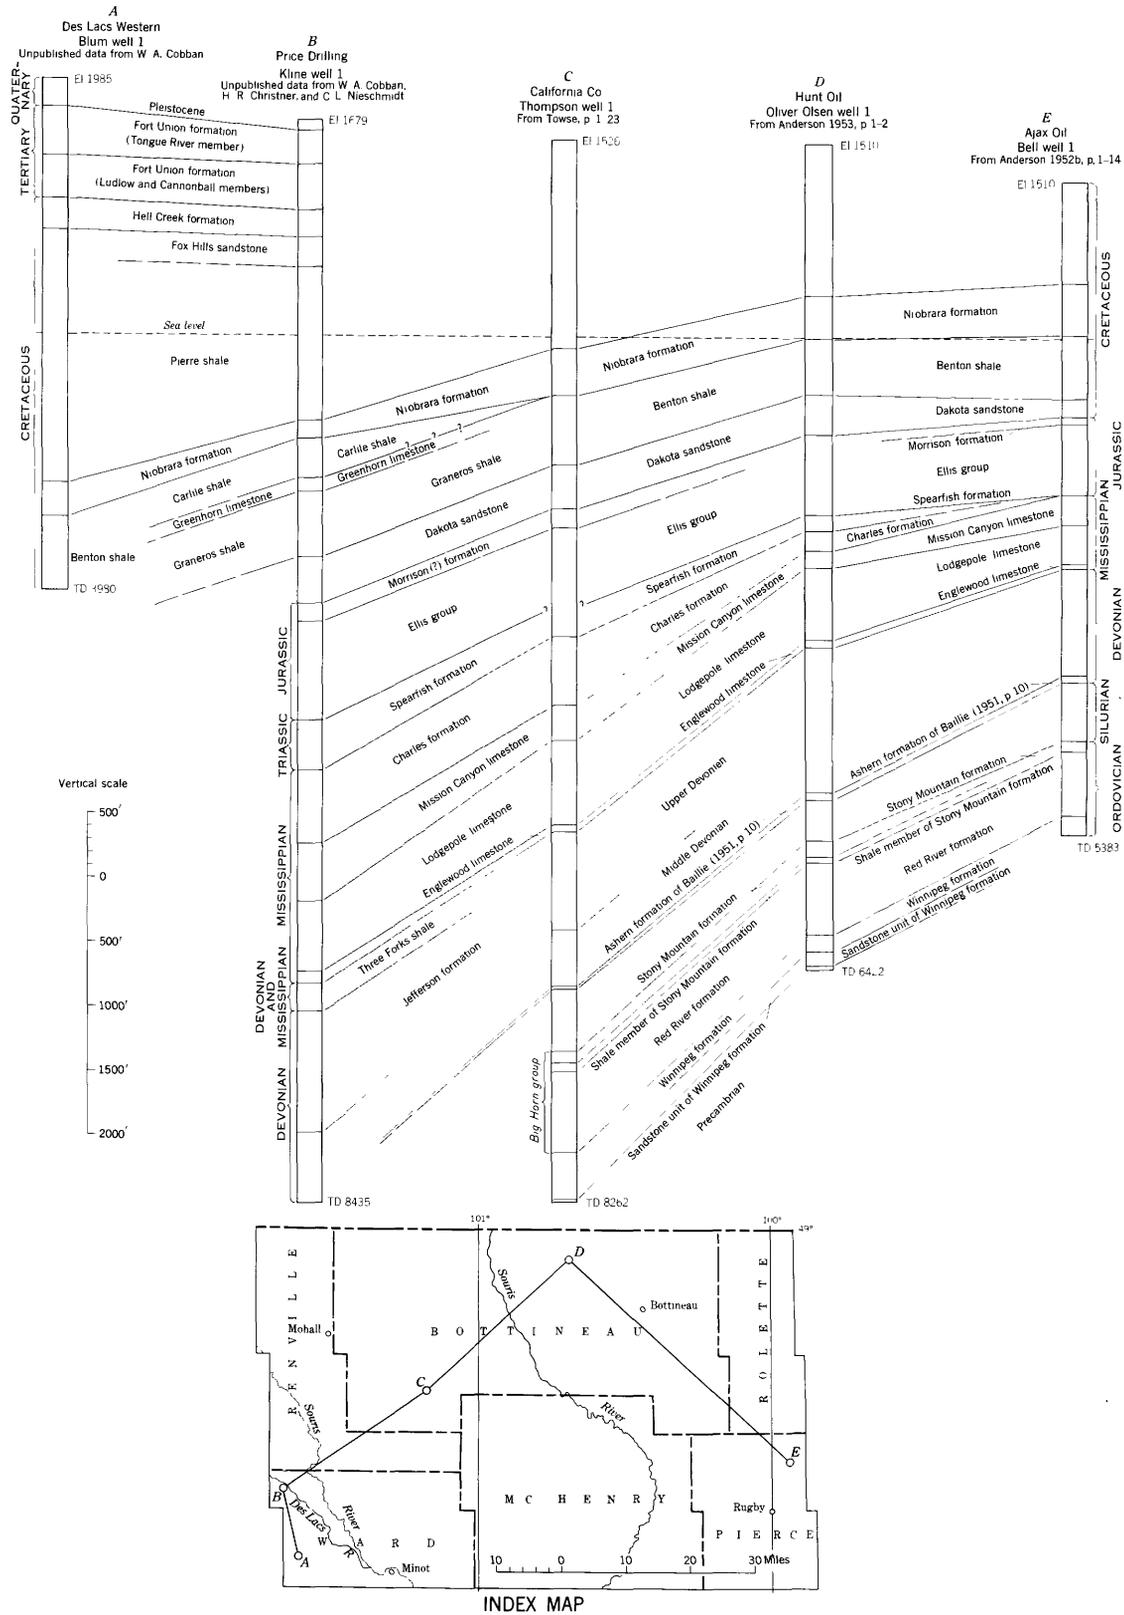 A
Des Lacs Western
Blum well 1
Unpublished data from W A. Cobban
B
Price Drilling
Kline well 1
Unpublished data from W. A. Cobban,
H R Christner, and C L Nieschmidt
C
California Co
Thompson well 1
From Towse, p 1 23
D
Hunt Oil
Oliver Olsen well 1
From Anderson 1953, p 1-2
E
Ajax Oil
Bell well 1
From Anderson 1952b, p. 1-14
El 1985
El 1679
El 1526
El 1510
El 1510
QUATER-
NARY
TERTIARY
CRETACEOUS
Pleistocene
Fort Union formation
(Tongue River member)
Fort Union formation
(Ludlow and Cannonball members)
Hell Creek formation
Fox Hills sandstone
Sea level
Pierre shale
Niobrara formation
Carlile shale
Greenhorn limestone
Benton shale
Graneros shale
TD 3980
Niobrara formation
Carlile shale
? ? ?
Greenhorn limestone
Graneros shale
Dakota sandstone
Morrison (?) formation
Ellis group
? ?
Spearfish formation
Charles formation
Mission Canyon limestone
Lodgepole limestone
Englewood limestone
Three Forks shale
Jefferson formation
JURASSIC
TRIASSIC
MISSISSIPPIAN
DEVONIAN
AND
MISSISSIPPIAN
DEVONIAN
TD 8435
Niobrara formation
Benton shale
Dakota sandstone
Ellis group
Spearfish formation
Charles formation
Mission Canyon limestone
Lodgepole limestone
Englewood limestone
Upper Devonian
Middle Devonian
Ashern formation of Baillie (1951, p 10)
Stony Mountain formation
Shale member of Stony Mountain formation
Red River formation
Winnipeg formation
Sandstone unit of Winnipeg formation
Precambrian
Big Horn group
TD 8262
Niobrara formation
Benton shale
Dakota sandstone
Morrison formation
Ellis group
Spearfish formation
Charles formation
Mission Canyon limestone
Lodgepole limestone
Englewood limestone
Ashern formation of Baillie (1951, p 10)
Stony Mountain formation
Shale member of Stony Mountain formation
Red River formation
Winnipeg formation
Sandstone unit of Winnipeg formation
TD 5383
CRETACEOUS
JURASSIC
MISSISSIPPIAN
DEVONIAN
SILURIAN
ORDOVICIAN
Vertical scale
500′
0
500′
1000′
1500′
2000′
101°
100°
49°
RENVILLE
Mohall
BOTTINEAU
Bottineau
ROLETTE
Souris
River
Souris
River
Des Lacs
R
WARD
Minot
MC HENRY
Rugby
PIERCE
A
B
C
D
E
10 0 10 20 30 Miles
INDEX MAP